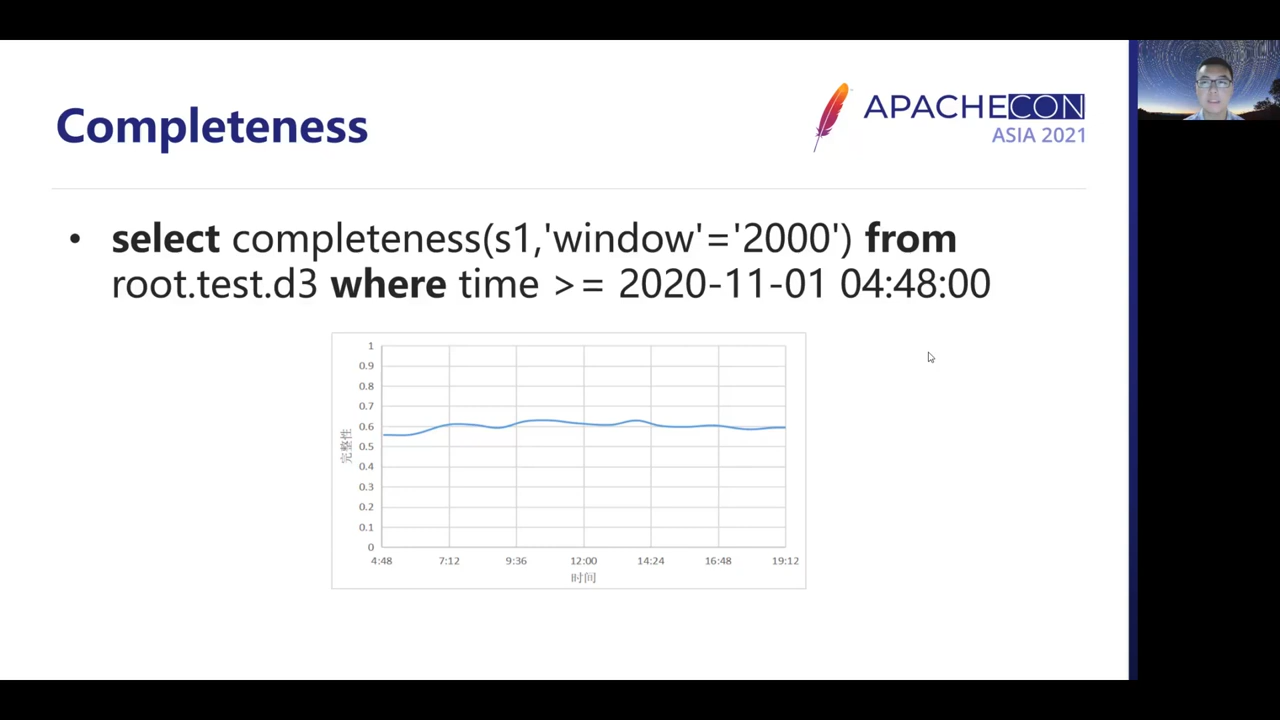 Completeness
APACHECON
ASIA 2021
• select completeness(s1,'window'='2000') from
root.test.d3 where time >= 2020-11-01 04:48:00
1
0.9
0.8
0.7
0.6
0.5
0.4
0.3
0.2
0.1
0
完整性
4:48 7:12 9:36 12:00 14:24 16:48 19:12
时间